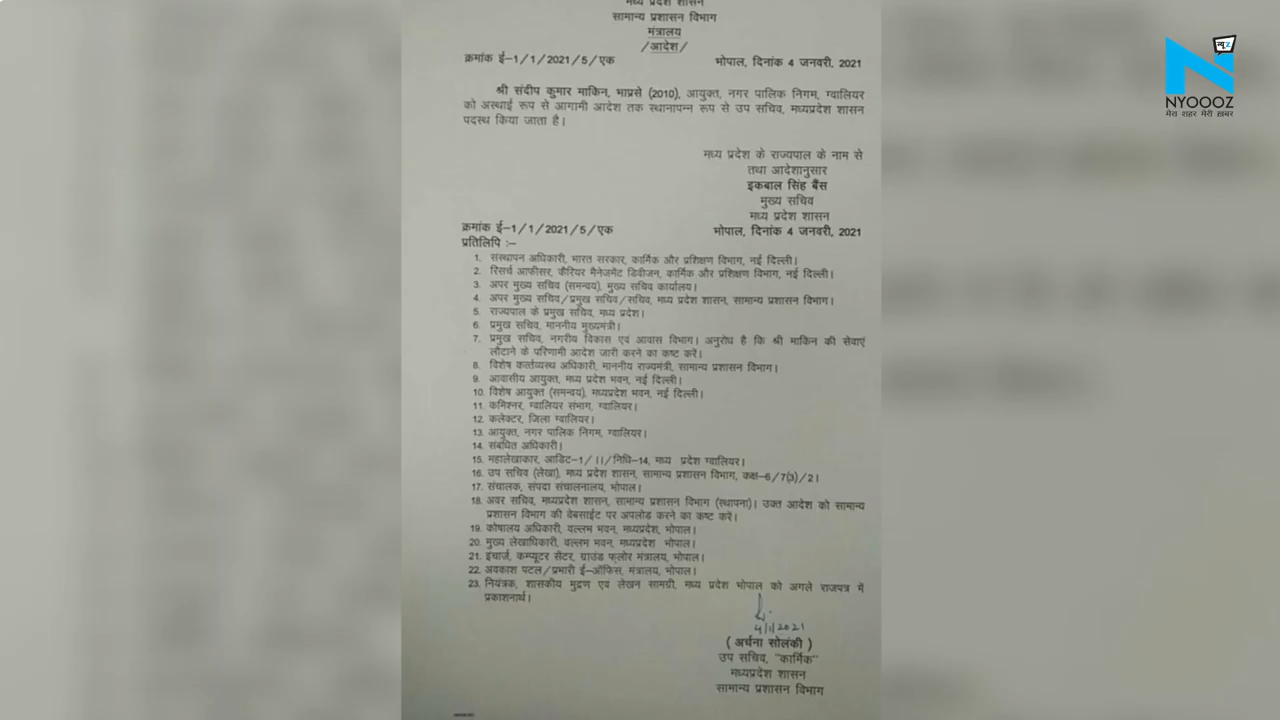 मध्य प्रदेश शासन
सामान्य प्रशासन विभाग
मंत्रालय
/आदेश/
क्रमांक ई–1/1/2021/5/एक भोपाल, दिनांक 4 जनवरी, 2021
श्री संदीप कुमार माकिन, भाप्रसे (2010), आयुक्त, नगर पालिक निगम, ग्वालियर
को अस्थाई रूप से आगामी आदेश तक स्थानापन्न रूप से उप सचिव, मध्यप्रदेश शासन
पदस्थ किया जाता है।
मध्य प्रदेश के राज्यपाल के नाम से
तथा आदेशानुसार
इकबाल सिंह बैंस
मुख्य सचिव
मध्य प्रदेश शासन
क्रमांक ई–1/1/2021/5/एक भोपाल, दिनांक 4 जनवरी, 2021
प्रतिलिपि :–
1. संस्थापन अधिकारी, भारत सरकार, कार्मिक और प्रशिक्षण विभाग, नई दिल्ली।
2. रिसर्च आफीसर, कैरियर मैनेजमेंट डिवीजन, कार्मिक और प्रशिक्षण विभाग, नई दिल्ली।
3. अपर मुख्य सचिव (समन्वय), मुख्य सचिव कार्यालय।
4. अपर मुख्य सचिव/प्रमुख सचिव/सचिव, मध्य प्रदेश शासन, सामान्य प्रशासन विभाग।
5. राज्यपाल के प्रमुख सचिव, मध्य प्रदेश।
6. प्रमुख सचिव, माननीय मुख्यमंत्री।
7. प्रमुख सचिव, नगरीय विकास एवं आवास विभाग। अनुरोध है कि श्री माकिन की सेवाएं
लौटाने के परिणामी आदेश जारी करने का कष्ट करें।
8. विशेष कर्त्तव्यस्थ अधिकारी, माननीय राज्यमंत्री, सामान्य प्रशासन विभाग।
9. आवासीय आयुक्त, मध्य प्रदेश भवन, नई दिल्ली।
10. विशेष आयुक्त (समन्वय), मध्यप्रदेश भवन, नई दिल्ली।
11. कमिश्नर, ग्वालियर संभाग, ग्वालियर।
12. कलेक्टर, जिला ग्वालियर।
13. आयुक्त, नगर पालिक निगम, ग्वालियर।
14. संबंधित अधिकारी।
15. महालेखाकार, आडिट–1/।।/निधि–14, मध्य प्रदेश ग्वालियर।
16. उप सचिव (लेखा), मध्य प्रदेश शासन, सामान्य प्रशासन विभाग, कक्ष–6/7(3)/2।
17. संचालक, संपदा संचालनालय, भोपाल।
18. अवर सचिव, मध्यप्रदेश शासन, सामान्य प्रशासन विभाग (स्थापना)। उक्त आदेश को सामान्य
प्रशासन विभाग की वेबसाईट पर अपलोड करने का कष्ट करें।
19. कोषालय अधिकारी, वल्लभ भवन, मध्यप्रदेश, भोपाल।
20. मुख्य लेखाधिकारी, वल्लभ भवन, मध्यप्रदेश भोपाल।
21. इंचार्ज, कम्प्यूटर सेंटर, ग्राउंड फ्लोर मंत्रालय, भोपाल।
22. अवकाश पटल/प्रभारी ई–ऑफिस, मंत्रालय, भोपाल।
23. नियंत्रक, शासकीय मुद्रण एवं लेखन सामग्री, मध्य प्रदेश भोपाल को अगले राजपत्र में
प्रकाशनार्थ।
4/1/2021
( अर्चना सोलंकी )
उप सचिव, "कार्मिक"
मध्यप्रदेश शासन
सामान्य प्रशासन विभाग
न्यूz
NYOOOZ
मेरा शहर मेरी ख़बर